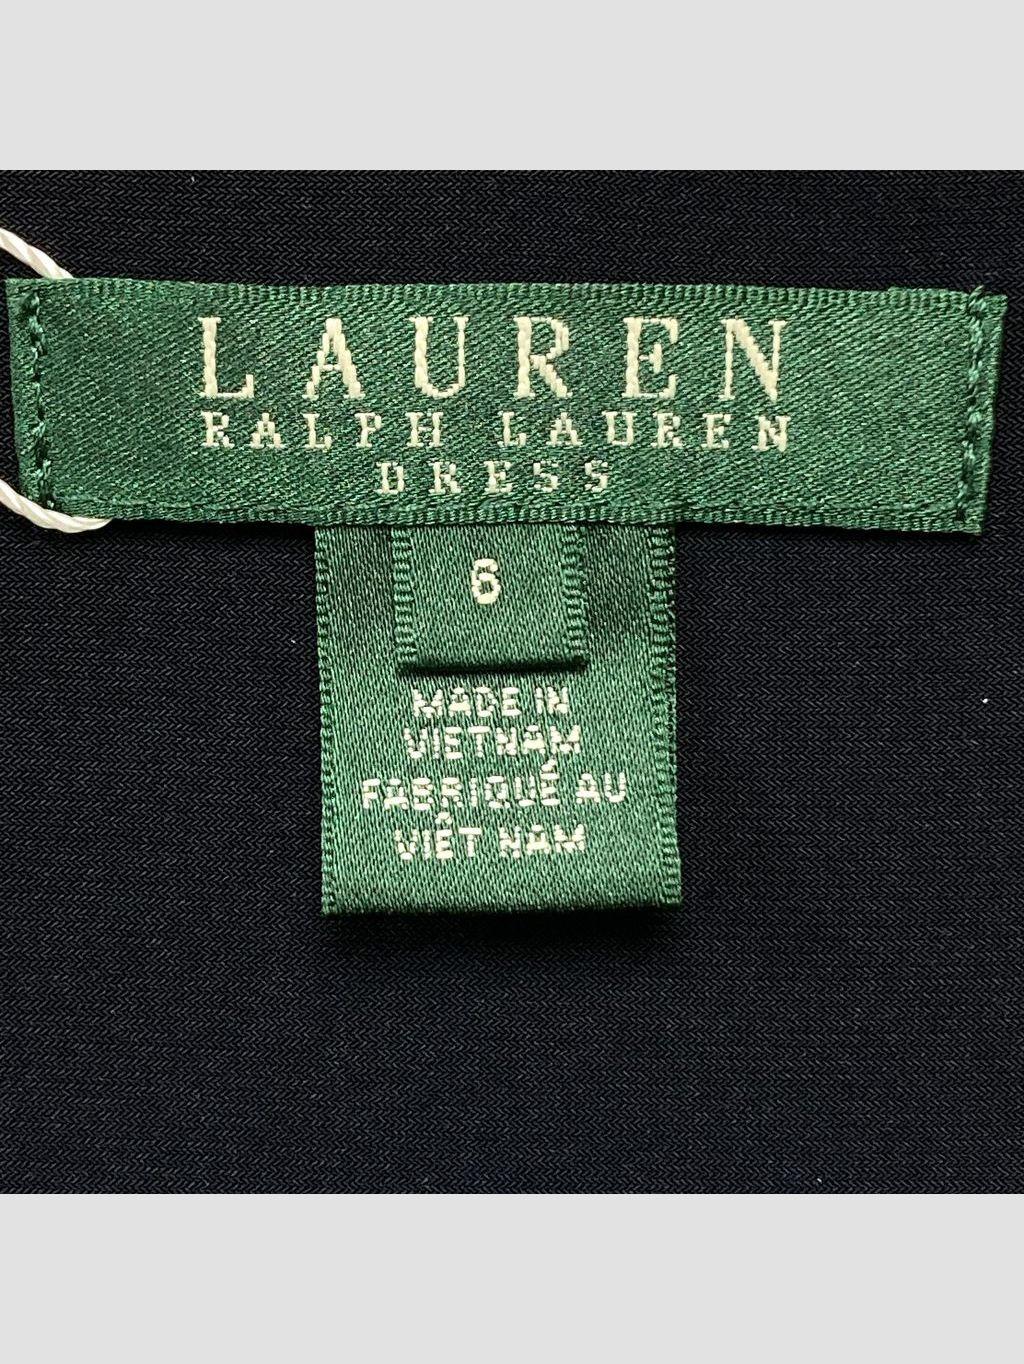 LAUREN
RALPH LAUREN
DRESS
6
MADE IN
VIETNAM
FABRIQUÉ AU
VIÊT NAM